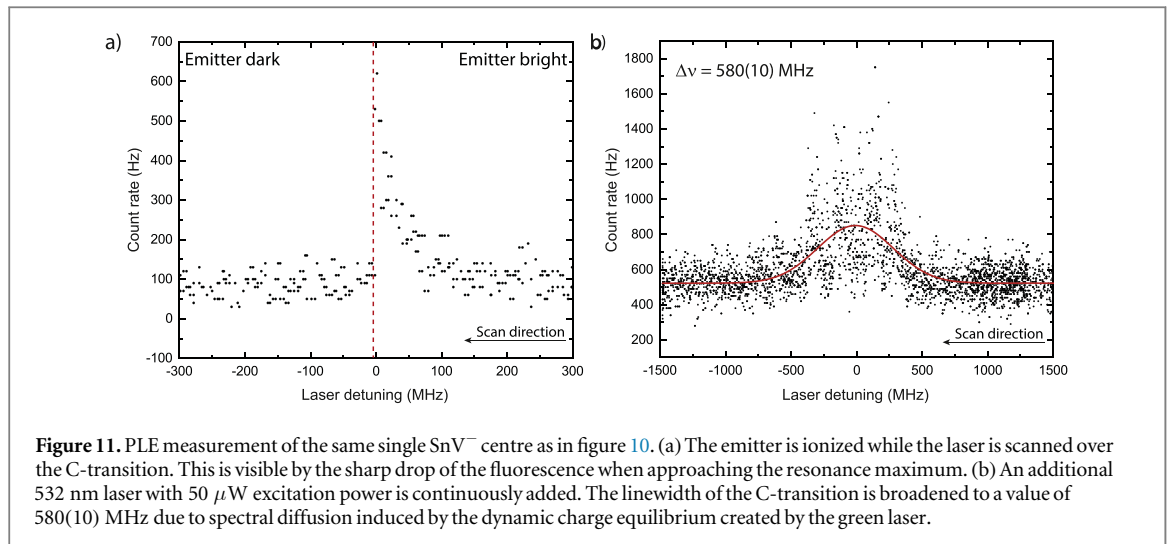 a)
700
600
500
400
300
200
100
0
-100
Count rate (Hz)
Emitter dark
Emitter bright
Scan direction
-300 -200 -100 0 100 200 300
Laser detuning (MHz)
b)
1800
1600
1400
1200
1000
800
600
400
200
Count rate (Hz)
Δν = 580(10) MHz
Scan direction
-1500 -1000 -500 0 500 1000 1500
Laser detuning (MHz)
Figure 11. PLE measurement of the same single SnV⁻ centre as in figure 10. (a) The emitter is ionized while the laser is scanned over
the C-transition. This is visible by the sharp drop of the fluorescence when approaching the resonance maximum. (b) An additional
532 nm laser with 50 μW excitation power is continuously added. The linewidth of the C-transition is broadened to a value of
580(10) MHz due to spectral diffusion induced by the dynamic charge equilibrium created by the green laser.